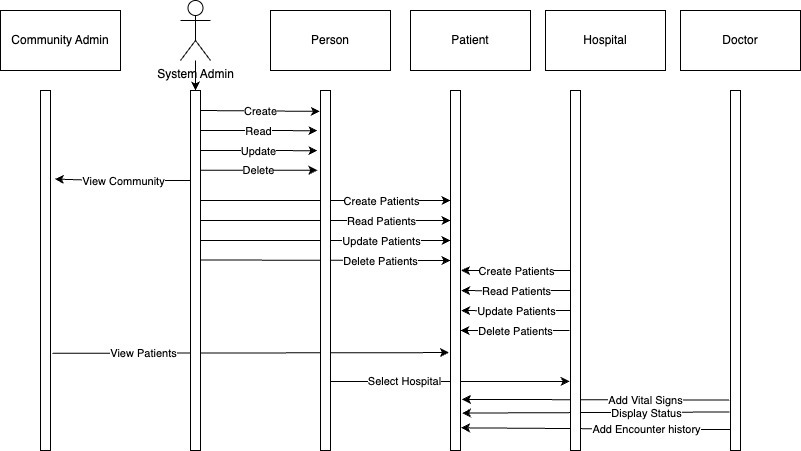 Community Admin
System Admin
Person
Patient
Hospital
Doctor
Create
Read
Update
Delete
View Community
Create Patients
Read Patients
Update Patients
Delete Patients
Create Patients
Read Patients
Update Patients
Delete Patients
View Patients
Select Hospital
Add Vital Signs
Display Status
Add Encounter history